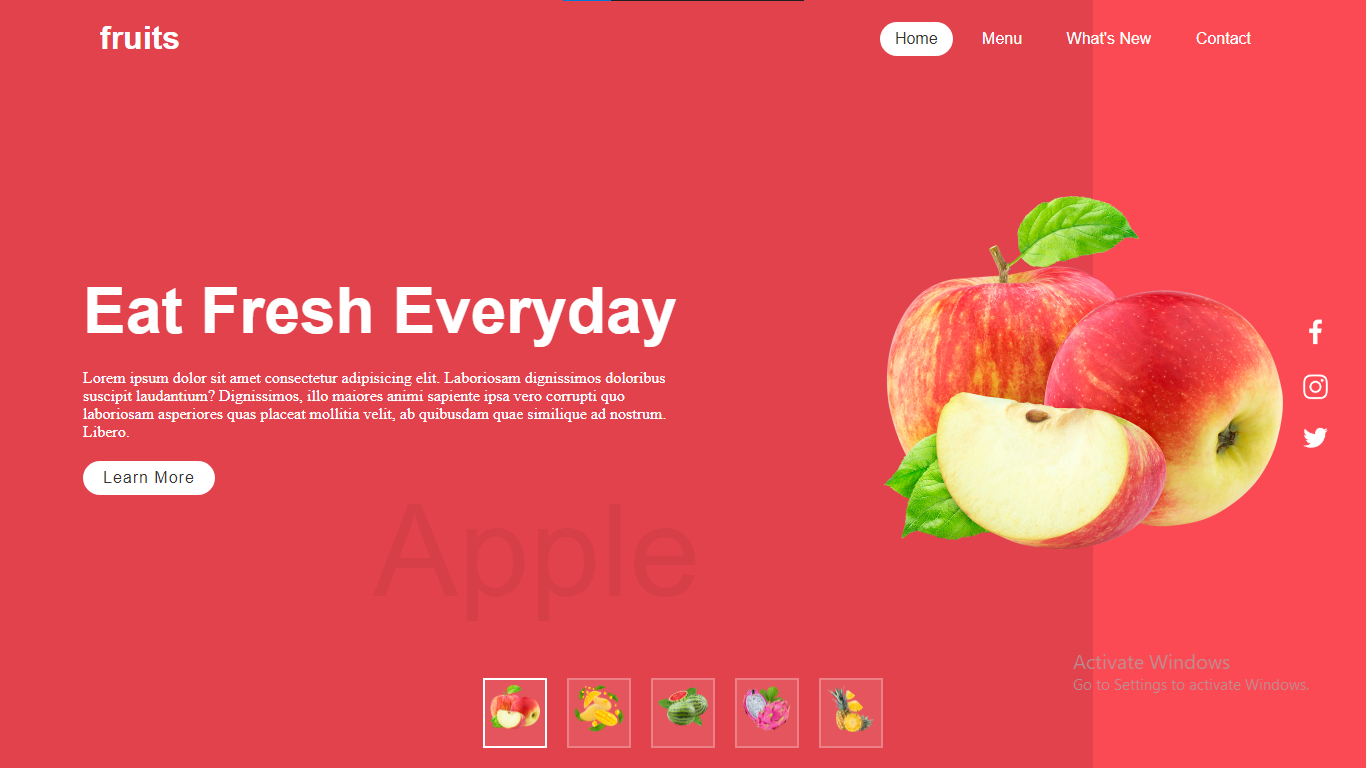 fruits
Home Menu What's New Contact
Eat Fresh Everyday
Lorem ipsum dolor sit amet consectetur adipisicing elit. Laboriosam dignissimos doloribus
suscipit laudantium? Dignissimos, illo maiores animi sapiente ipsa vero corrupti quo
laboriosam asperiores quas placeat mollitia velit, ab quibusdam quae similique ad nostrum.
Libero.
Learn More
Apple
Activate Windows
Go to Settings to activate Windows.